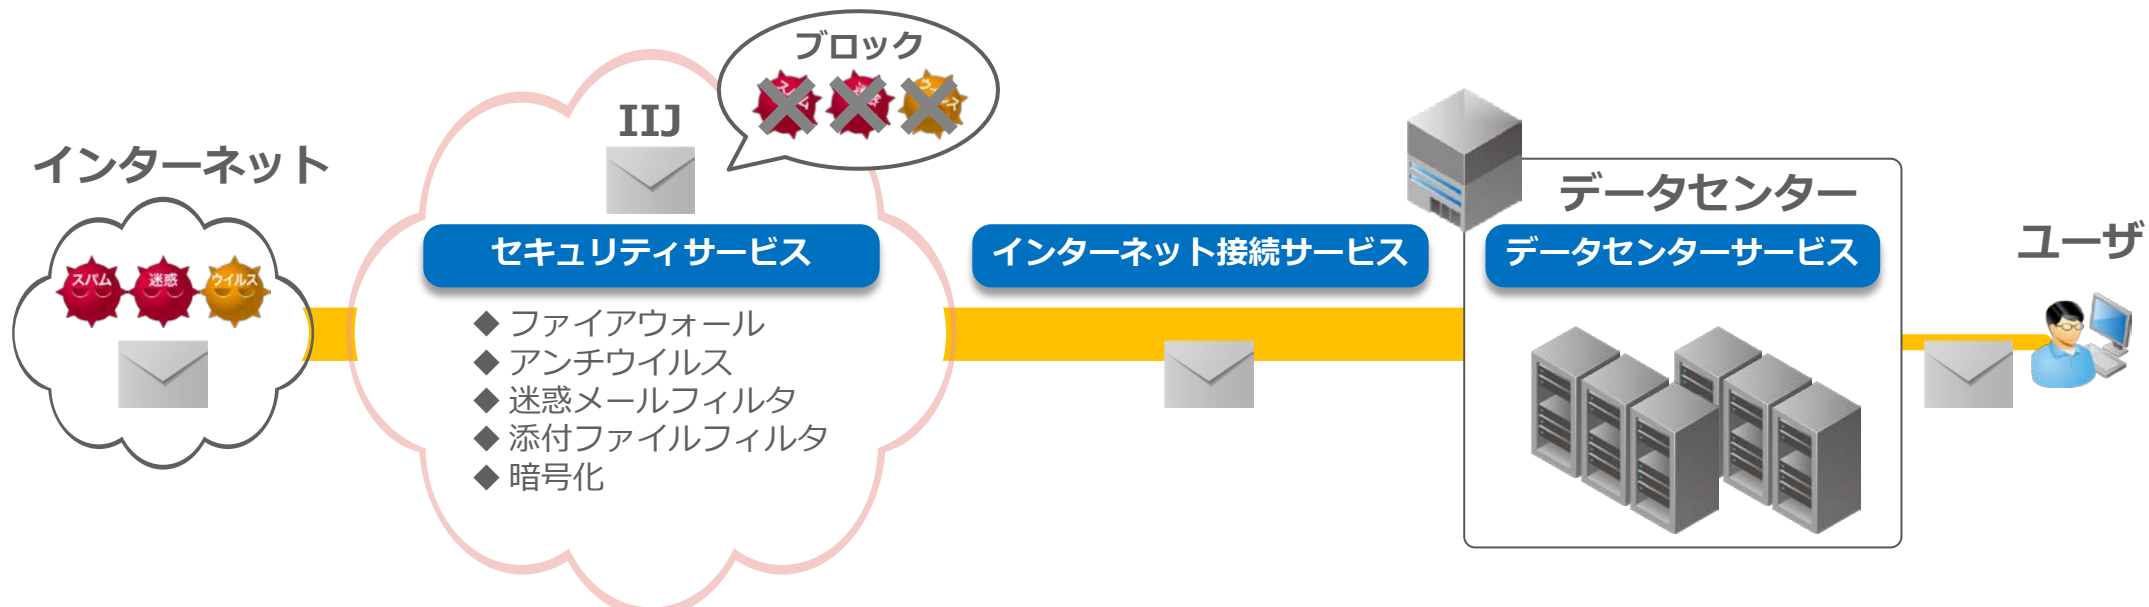 インターネット
スパム
迷惑
ウイルス
IIJ
ブロック
セキュリティサービス
◆ ファイアウォール
◆ アンチウイルス
◆ 迷惑メールフィルタ
◆ 添付ファイルフィルタ
◆ 暗号化
インターネット接続サービス
データセンター
データセンターサービス
ユーザ